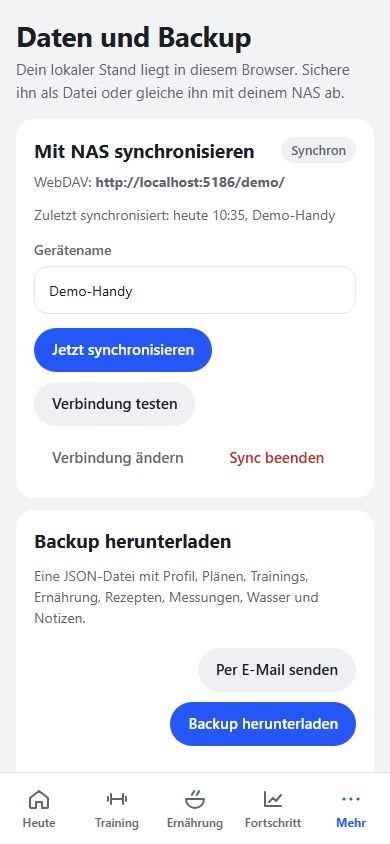 Daten und Backup
Dein lokaler Stand liegt in diesem Browser. Sichere
ihn als Datei oder gleiche ihn mit deinem NAS ab.
Mit NAS synchronisieren
Synchron
WebDAV: http://localhost:5186/demo/
Zuletzt synchronisiert: heute 10:35, Demo-Handy
Gerätename
Demo-Handy
Jetzt synchronisieren
Verbindung testen
Verbindung ändern
Sync beenden
Backup herunterladen
Eine JSON-Datei mit Profil, Plänen, Trainings,
Ernährung, Rezepten, Messungen, Wasser und
Notizen.
Per E-Mail senden
Backup herunterladen
Heute
Training
Ernährung
Fortschritt
Mehr